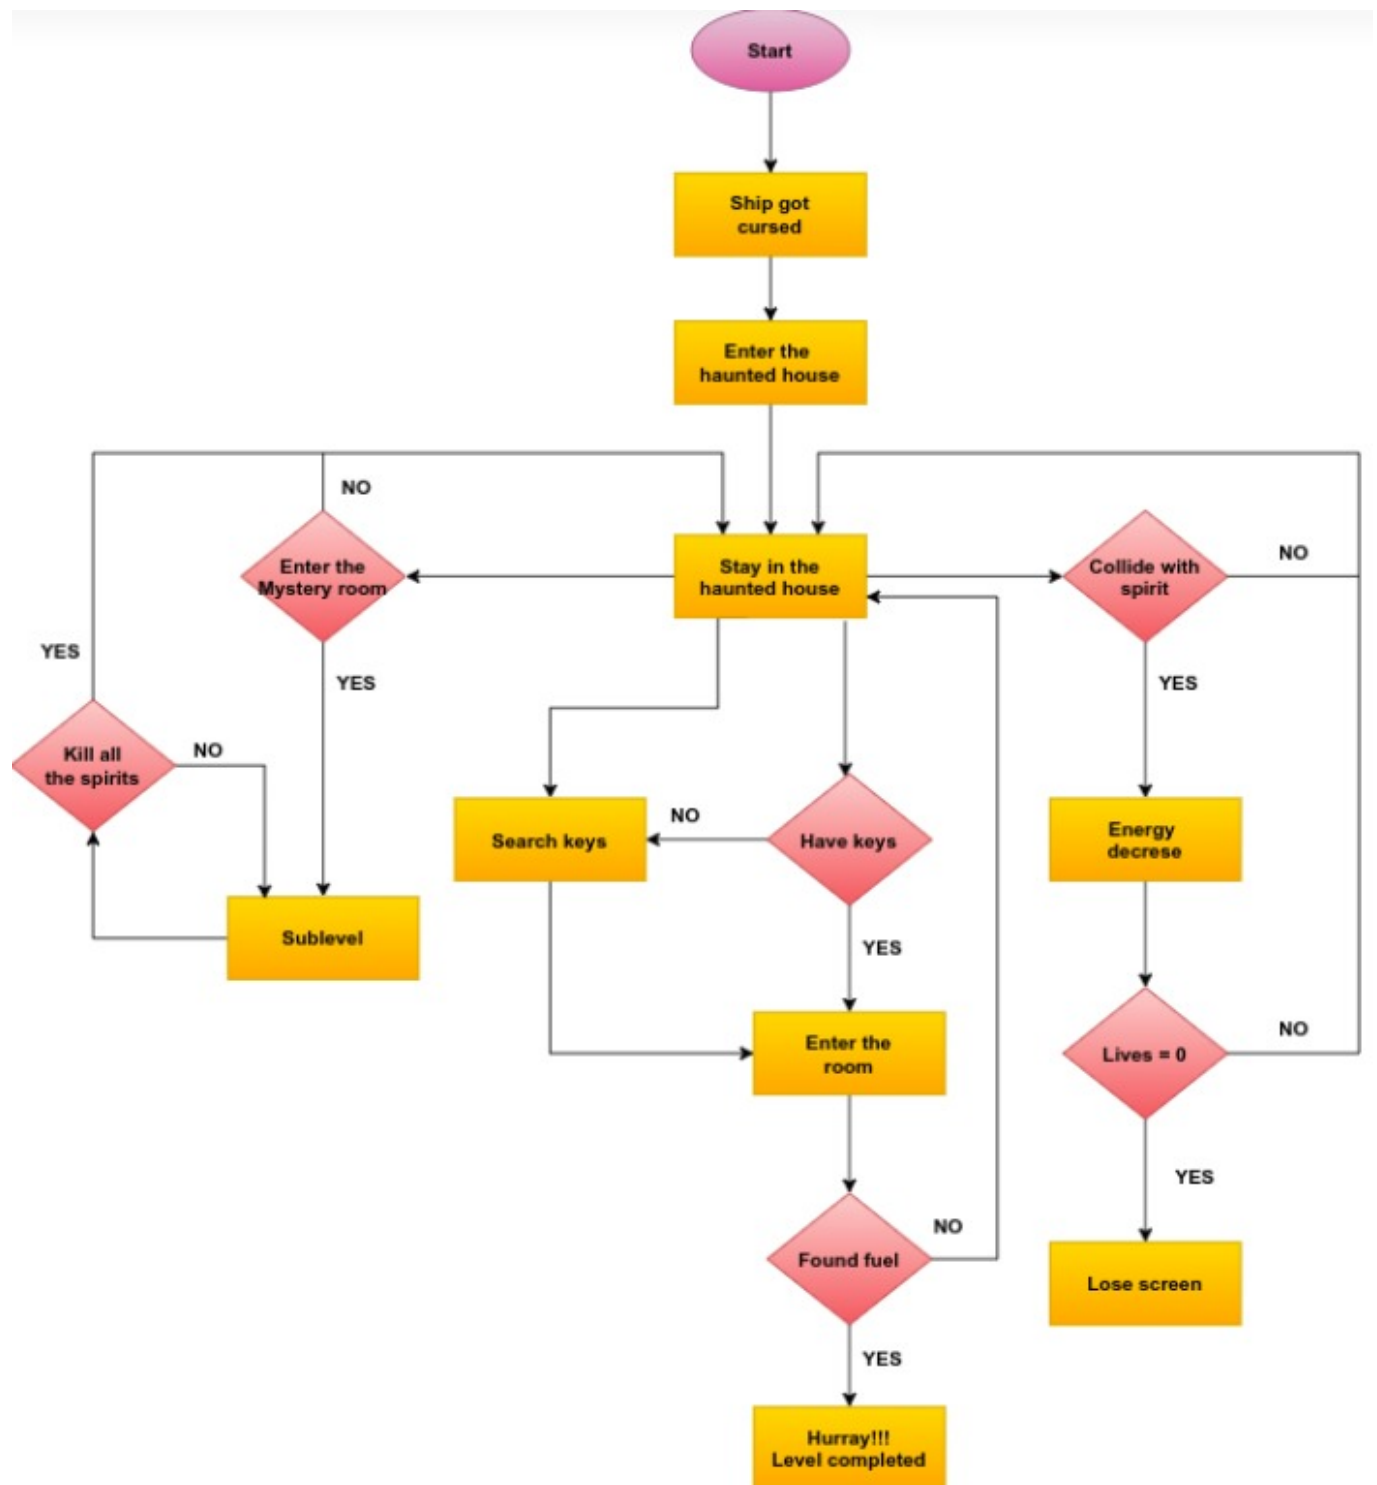 Start
Ship got
cursed
Enter the
haunted house
NO
Enter the
Mystery room
Stay in the
haunted house
Collide with
spirit
NO
YES
YES
YES
Kill all
the spirits
NO
Search keys
NO
Have keys
Energy
decrese
Sublevel
YES
Enter the
room
Lives = 0
NO
YES
NO
Found fuel
Lose screen
YES
Hurray!!!
Level completed